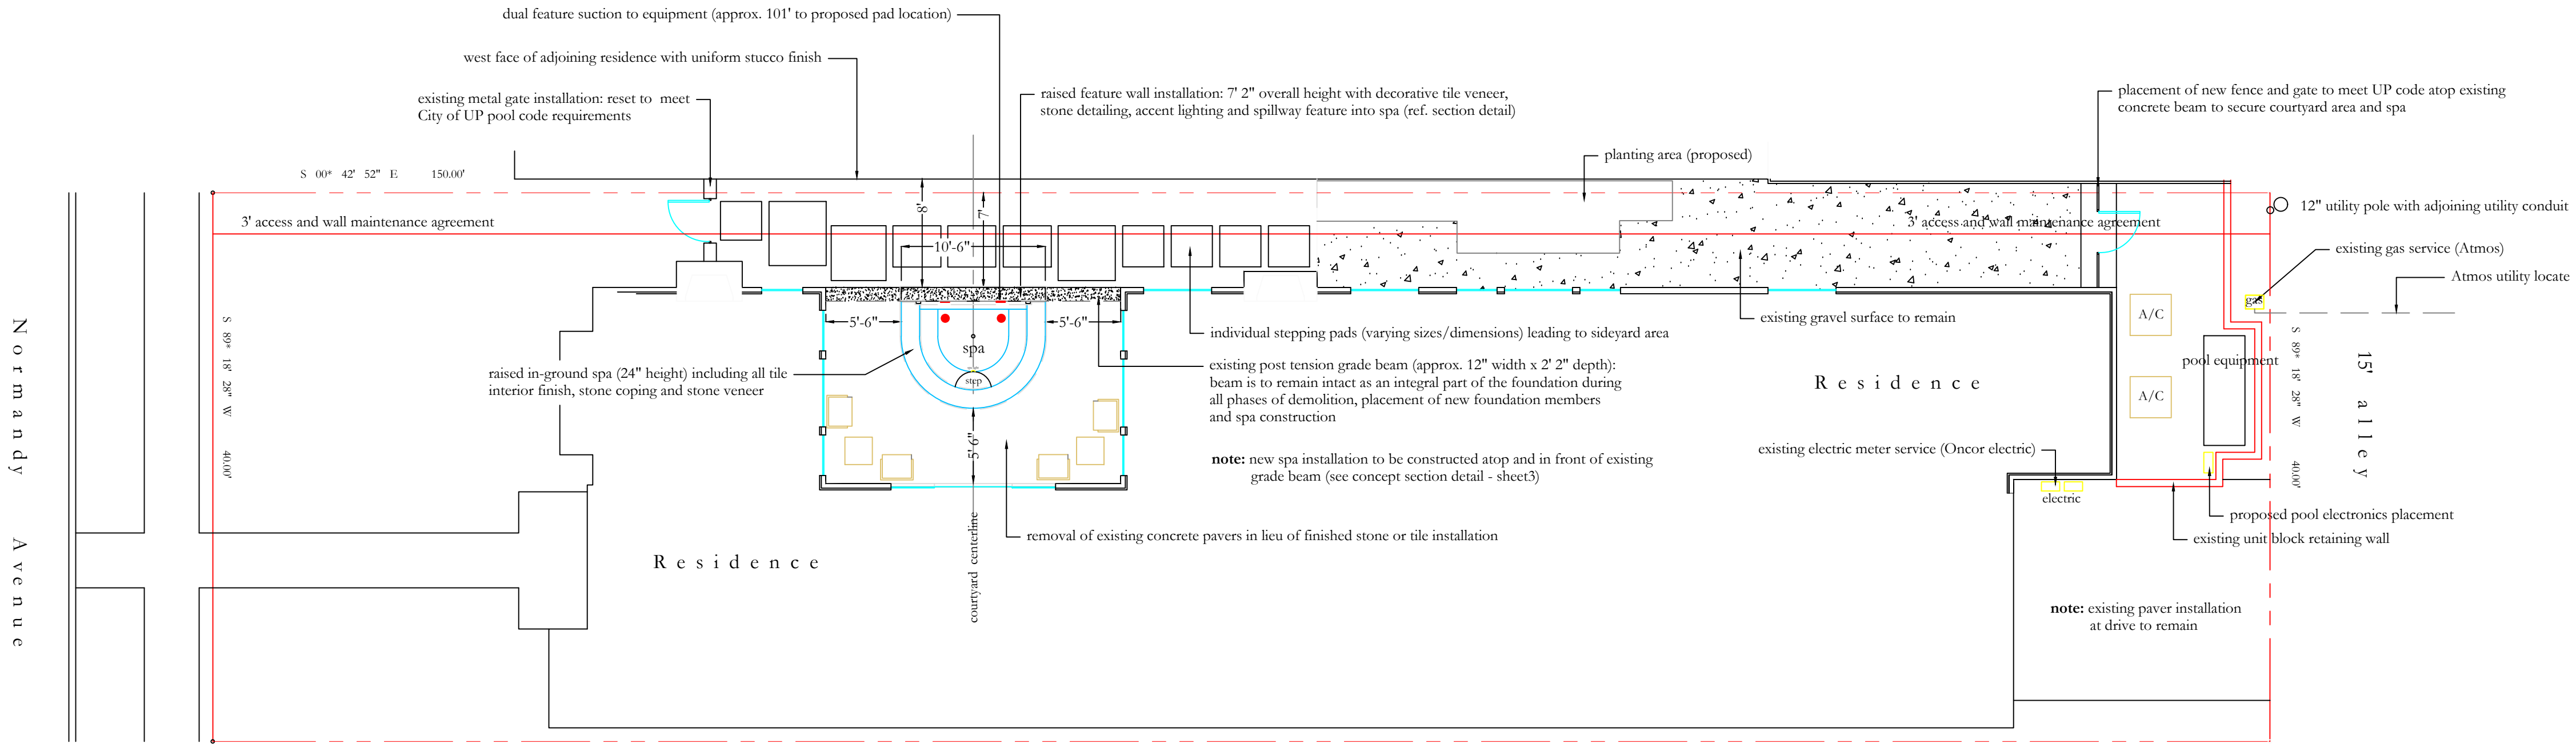 dual feature suction to equipment (approx. 101' to proposed pad location)
west face of adjoining residence with uniform stucco finish
existing metal gate installation: reset to meet
City of UP pool code requirements
raised feature wall installation: 7' 2" overall height with decorative tile veneer,
stone detailing, accent lighting and spillway feature into spa (ref. section detail)
placement of new fence and gate to meet UP code atop existing
concrete beam to secure courtyard area and spa
planting area (proposed)
S 00* 42' 52" E 150.00'
3' access and wall maintenance agreement
8'
7'
10'-6"
3' access and wall maintenance agreement
12" utility pole with adjoining utility conduit
existing gas service (Atmos)
Atmos utility locate
gas
A/C
A/C
pool equipment
S 89* 18' 28" W 40.00'
15' alley
Normandy Avenue
S 89* 18' 28" W 40.00'
5'-6"
5'-6"
spa
step
5'-6"
individual stepping pads (varying sizes/dimensions) leading to sideyard area
existing gravel surface to remain
raised in-ground spa (24" height) including all tile
interior finish, stone coping and stone veneer
existing post tension grade beam (approx. 12" width x 2' 2" depth):
beam is to remain intact as an integral part of the foundation during
all phases of demolition, placement of new foundation members
and spa construction
Residence
note: new spa installation to be constructed atop and in front of existing
grade beam (see concept section detail - sheet3)
existing electric meter service (Oncor electric)
electric
proposed pool electronics placement
existing unit block retaining wall
removal of existing concrete pavers in lieu of finished stone or tile installation
courtyard centerline
Residence
note: existing paver installation
at drive to remain